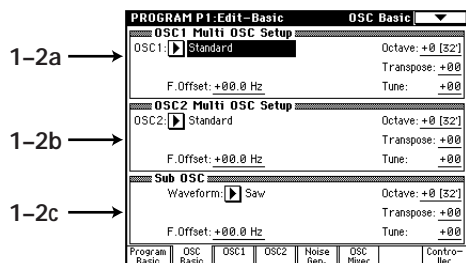 PROGRAM P1:Edit-Basic OSC Basic
OSC1 Multi OSC Setup
1–2a
OSC1: Standard Octave: +0 [32']
Transpose: +00
F.Offset: +00.0 Hz Tune: +00
OSC2 Multi OSC Setup
1–2b
OSC2: Standard Octave: +0 [32']
Transpose: +00
F.Offset: +00.0 Hz Tune: +00
Sub OSC
1–2c
Waveform: Saw Octave: +0 [32']
Transpose: +00
F.Offset: +00.0 Hz Tune: +00
Program Basic OSC Basic OSC1 OSC2 Noise Gen. OSC Mixer Contro-ller